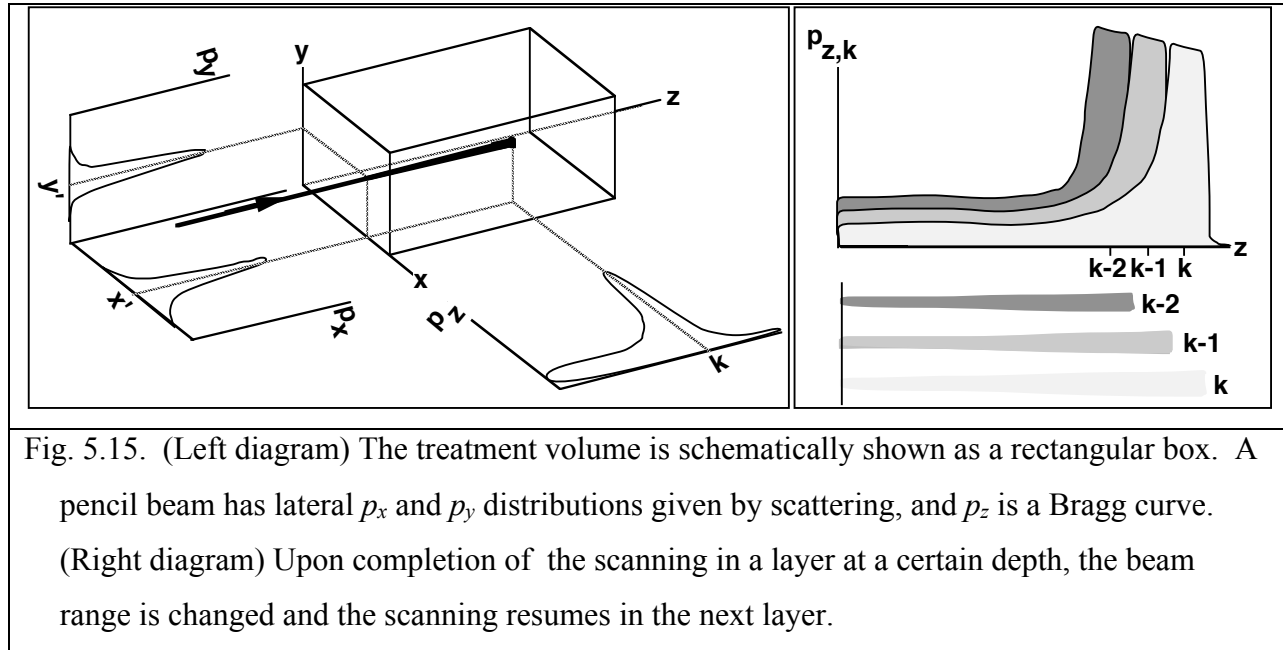 py
y
z
y'
x'
x
px
pz
k
pz,k
z
k-2 k-1 k
k-2
k-1
k
Fig. 5.15. (Left diagram) The treatment volume is schematically shown as a rectangular box. A
pencil beam has lateral px and py distributions given by scattering, and pz is a Bragg curve.
(Right diagram) Upon completion of the scanning in a layer at a certain depth, the beam
range is changed and the scanning resumes in the next layer.